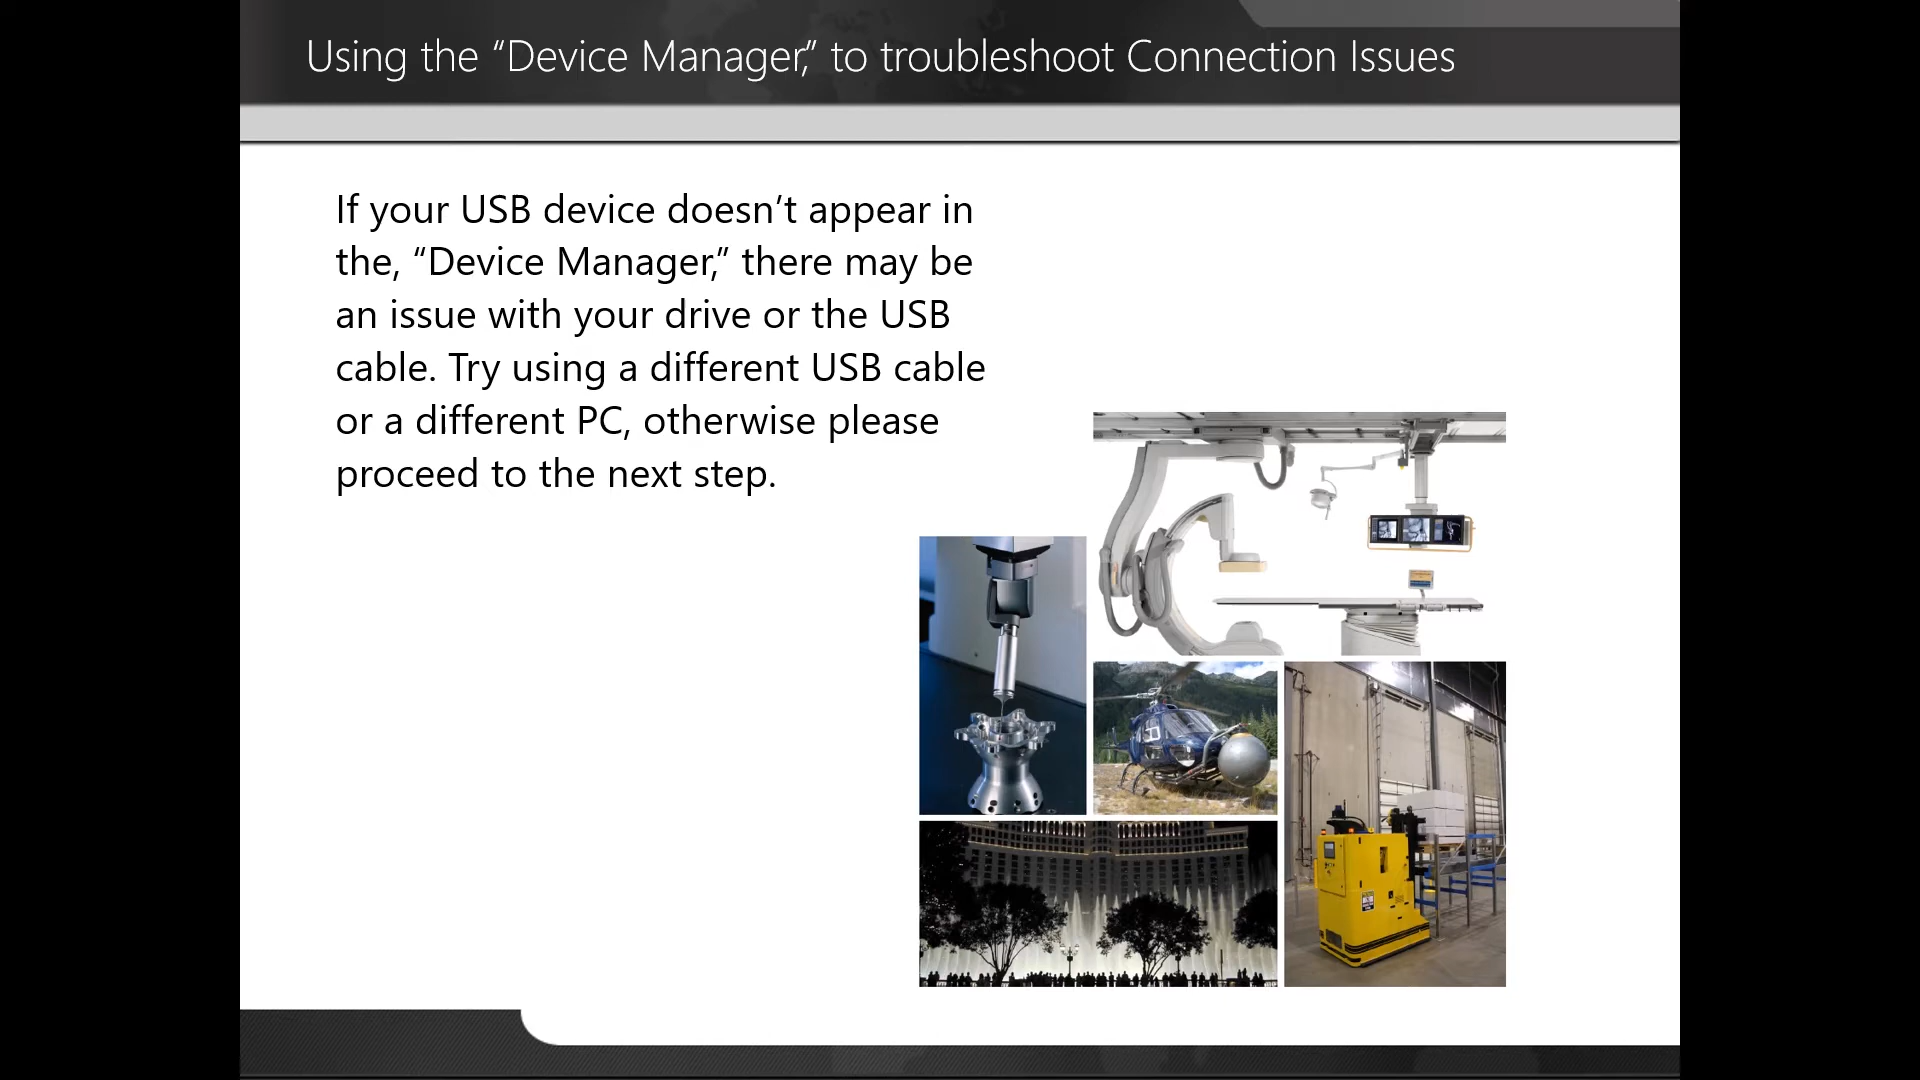 Using the “Device Manager,” to troubleshoot Connection Issues
If your USB device doesn’t appear in
the, “Device Manager,” there may be
an issue with your drive or the USB
cable. Try using a different USB cable
or a different PC, otherwise please
proceed to the next step.